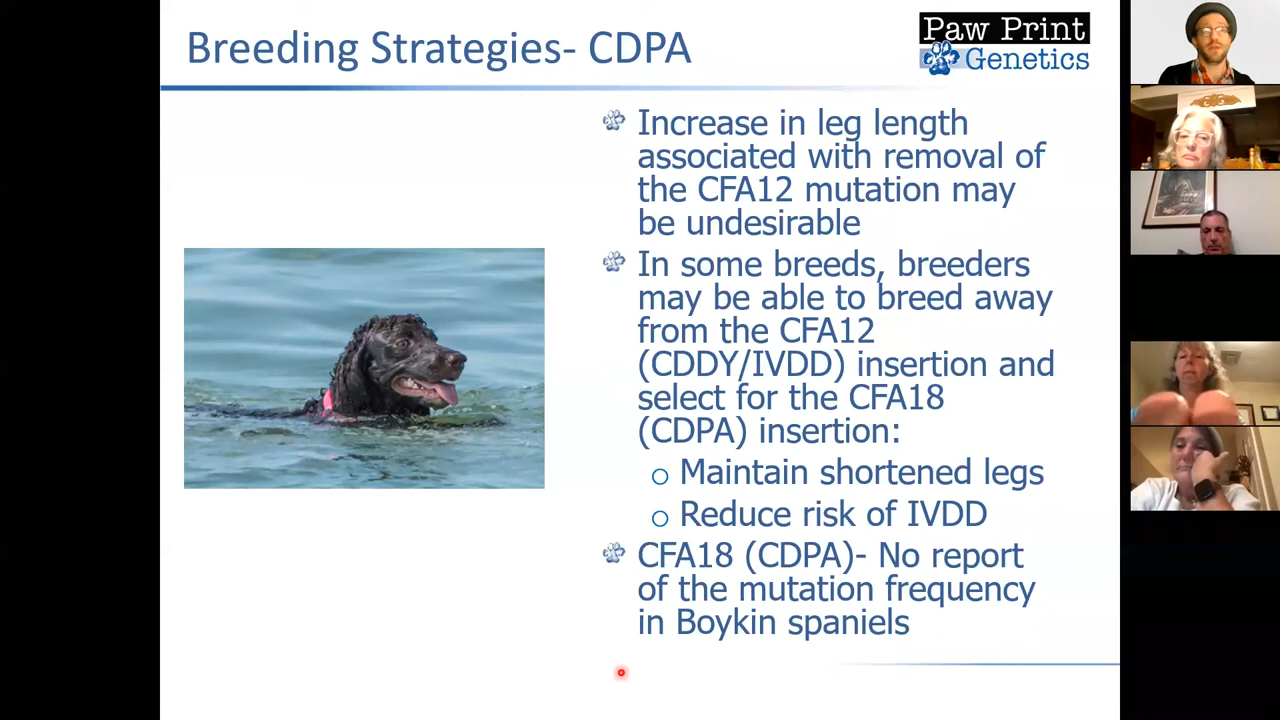 Breeding Strategies- CDPA
Paw Print
Genetics
Increase in leg length
associated with removal of
the CFA12 mutation may
be undesirable
In some breeds, breeders
may be able to breed away
from the CFA12
(CDDY/IVDD) insertion and
select for the CFA18
(CDPA) insertion:
Maintain shortened legs
Reduce risk of IVDD
CFA18 (CDPA)- No report
of the mutation frequency
in Boykin spaniels